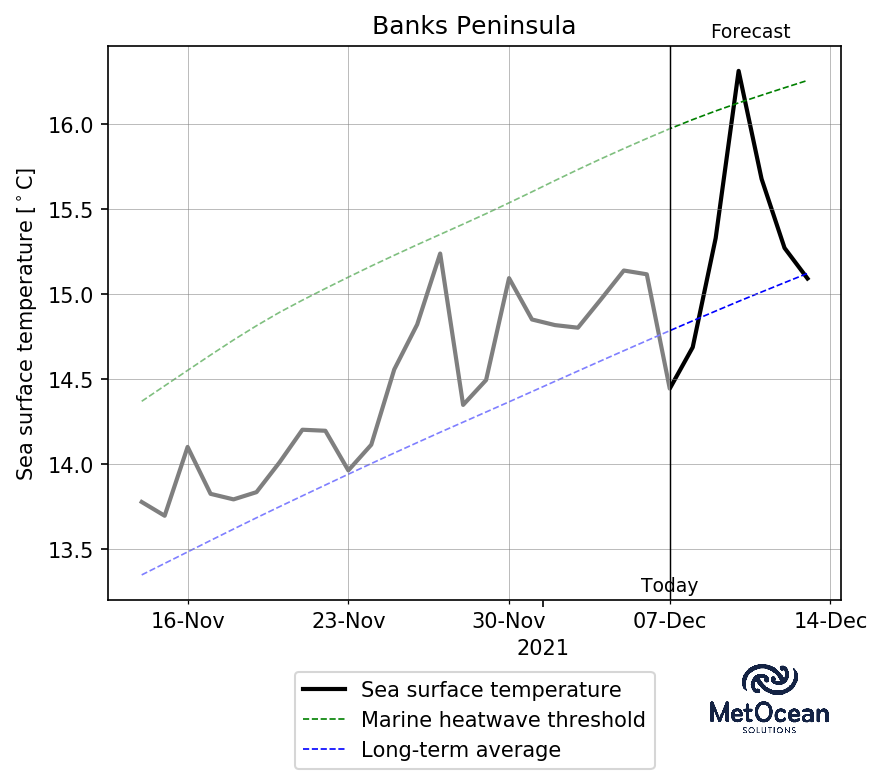 Banks Peninsula
Forecast
Sea surface temperature [°C]
16.0
15.5
15.0
14.5
14.0
13.5
Today
16-Nov 23-Nov 30-Nov 07-Dec 14-Dec
2021
Sea surface temperature
Marine heatwave threshold
Long-term average
MetOcean
SOLUTIONS